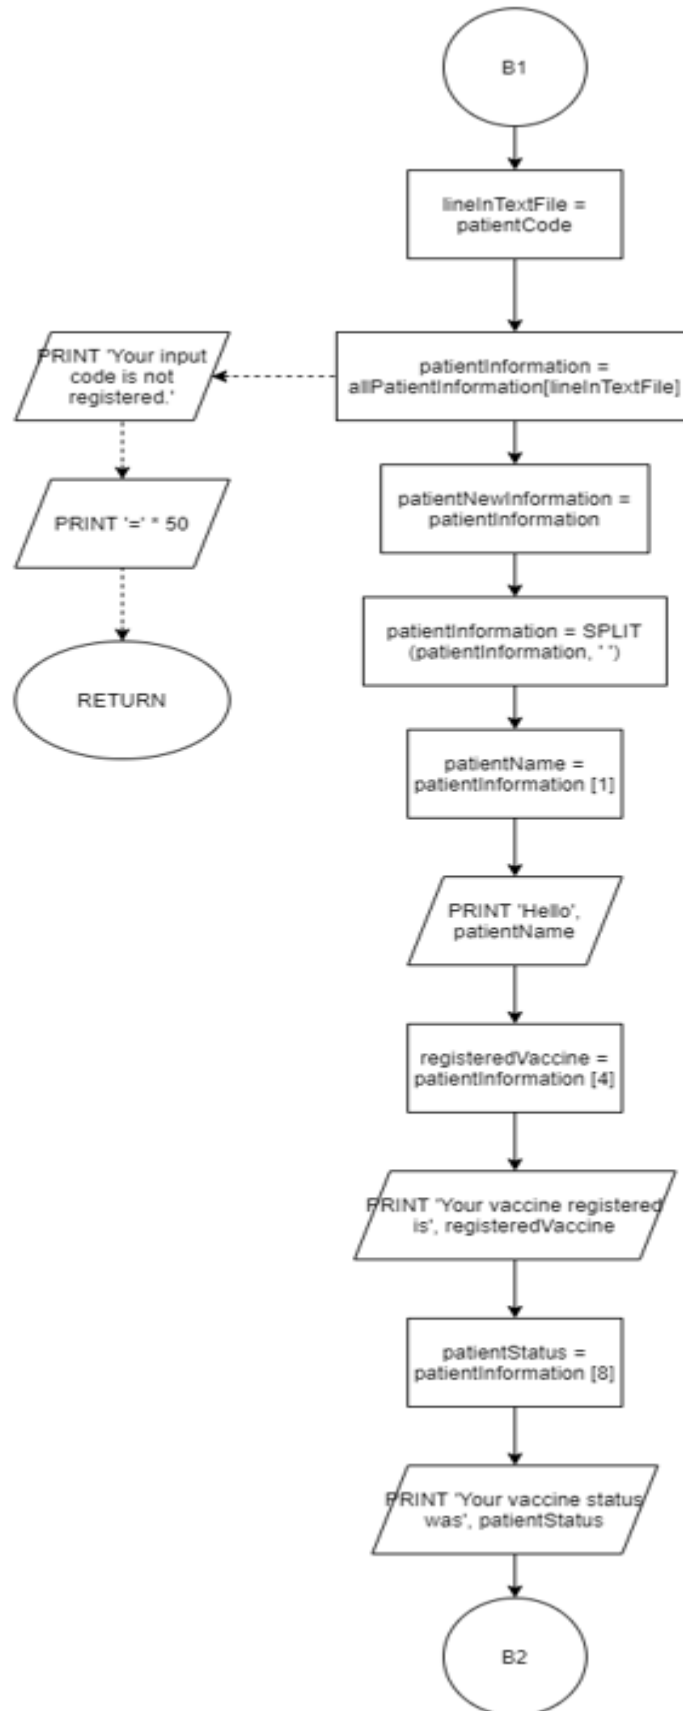 B1
lineInTextFile =
patientCode
PRINT 'Your input
code is not
registered.'
patientInformation =
allPatientInformation[lineInTextFile]
PRINT '=' * 50
patientNewInformation =
patientInformation
RETURN
patientInformation = SPLIT
(patientInformation, ' ')
patientName =
patientInformation [1]
PRINT 'Hello',
patientName
registeredVaccine =
patientInformation [4]
PRINT 'Your vaccine registered
is', registeredVaccine
patientStatus =
patientInformation [8]
PRINT 'Your vaccine status
was', patientStatus
B2